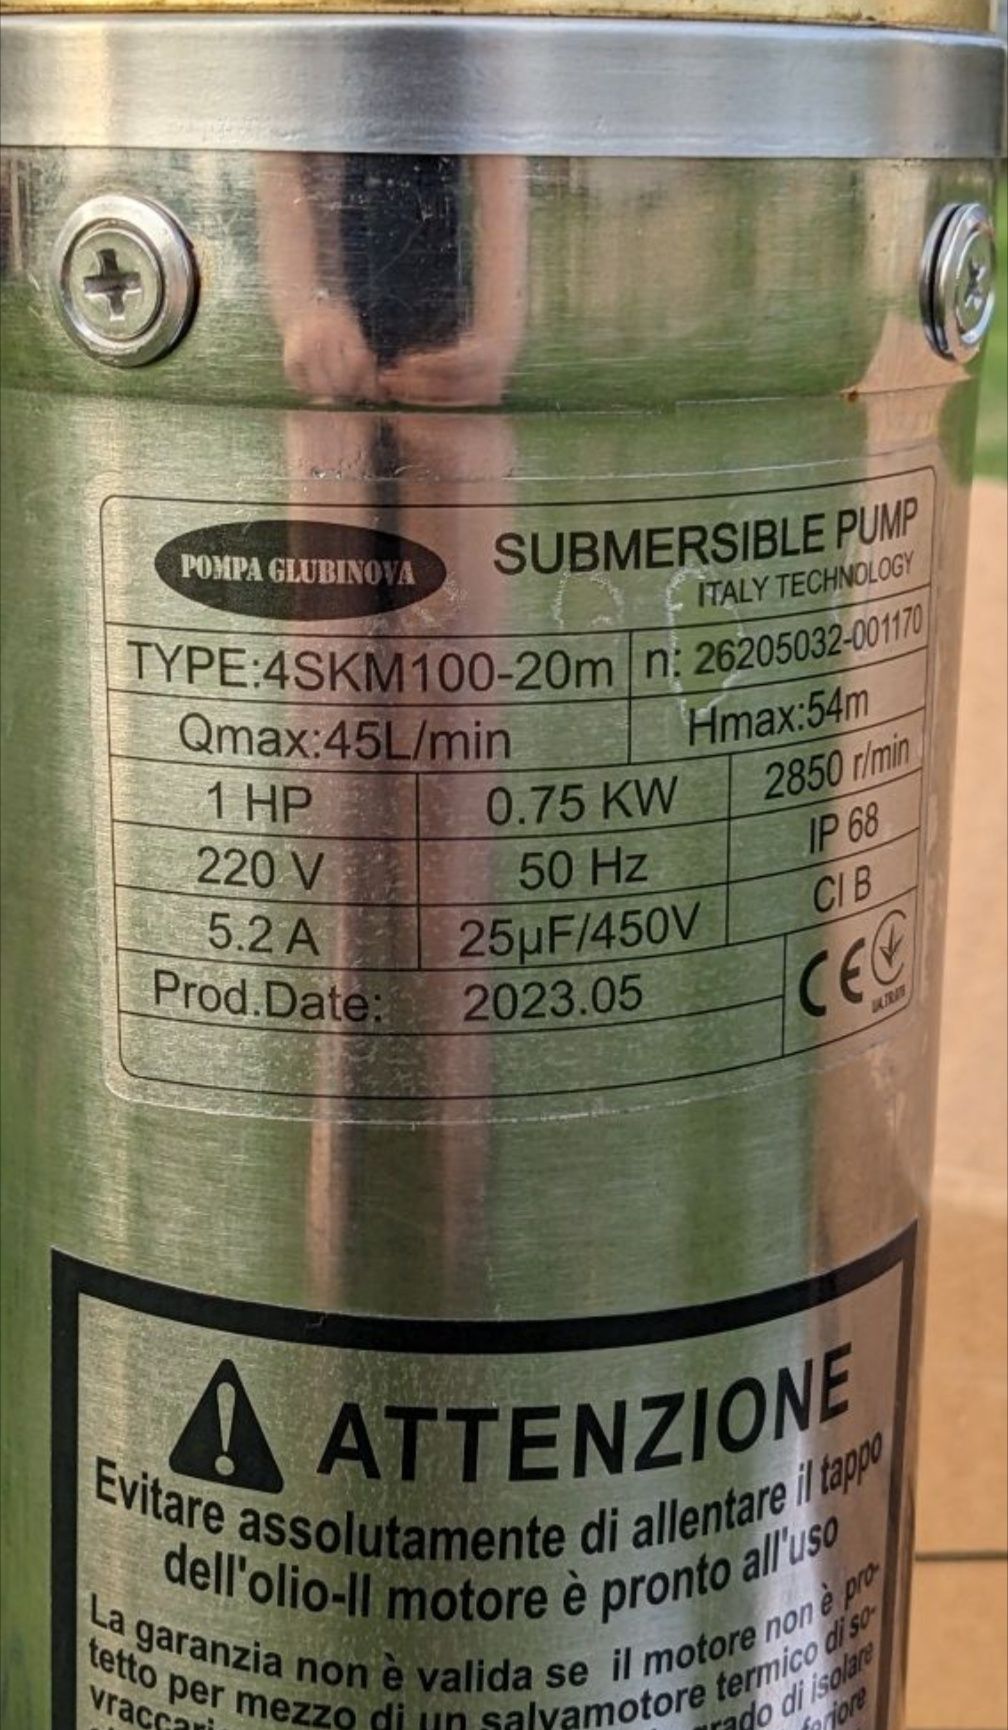 POMPA GLUBINOVA
SUBMERSIBLE PUMP
ITALY TECHNOLOGY
TYPE:4SKM100-20m n: 26205032-001170
Qmax:45L/min Hmax:54m
1 HP 0.75 KW 2850 r/min
220 V 50 Hz IP 68
5.2 A 25µF/450V Cl B
Prod.Date: 2023.05 CE
ATTENZIONE
Evitare assolutamente di allentare il tappo
dell'olio-Il motore è pronto all'uso
La garanzia non è valida se il motore non è pro-
tetto per mezzo di un salvamotore termico di so-
di isolare